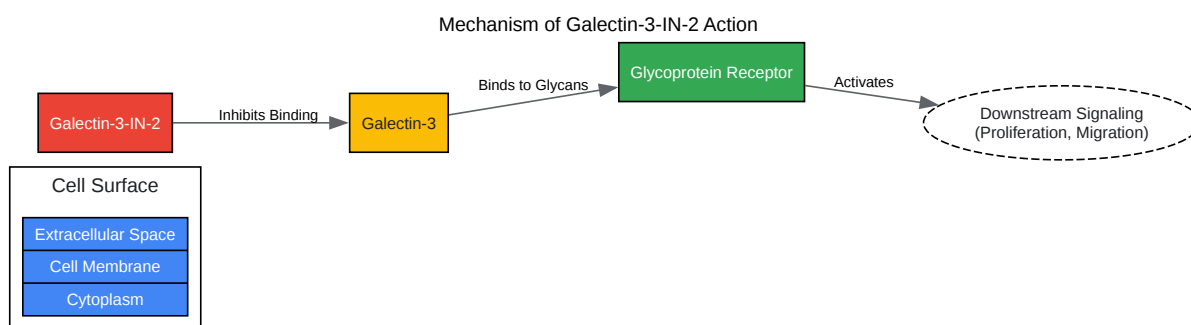 Mechanism of Galectin-3-IN-2 Action
Galectin-3-IN-2
Inhibits Binding
Galectin-3
Binds to Glycans
Glycoprotein Receptor
Activates
Downstream Signaling
(Proliferation, Migration)
Cell Surface
Extracellular Space
Cell Membrane
Cytoplasm